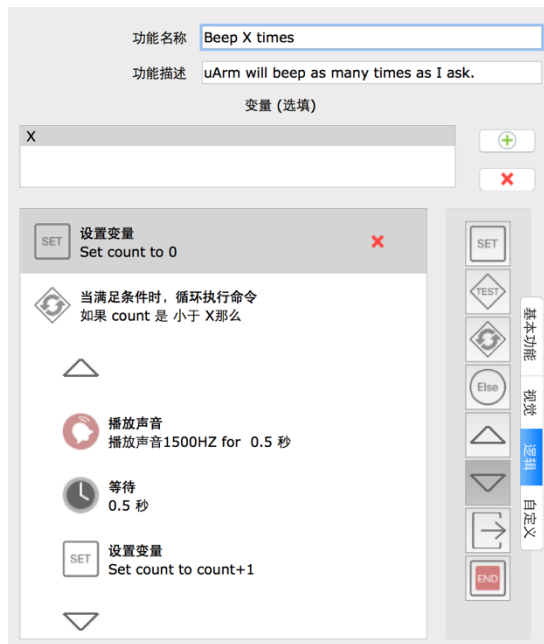 功能名称 Beep X times
功能描述 uArm will beep as many times as I ask.
变量 (选填)
X
SET 设置变量
Set count to 0
当满足条件时，循环执行命令
如果 count 是 小于 X那么
播放声音
播放声音1500HZ for 0.5 秒
等待
0.5 秒
SET 设置变量
Set count to count+1
SET
TEST
Else
END
基本功能
视觉
逻辑
自定义